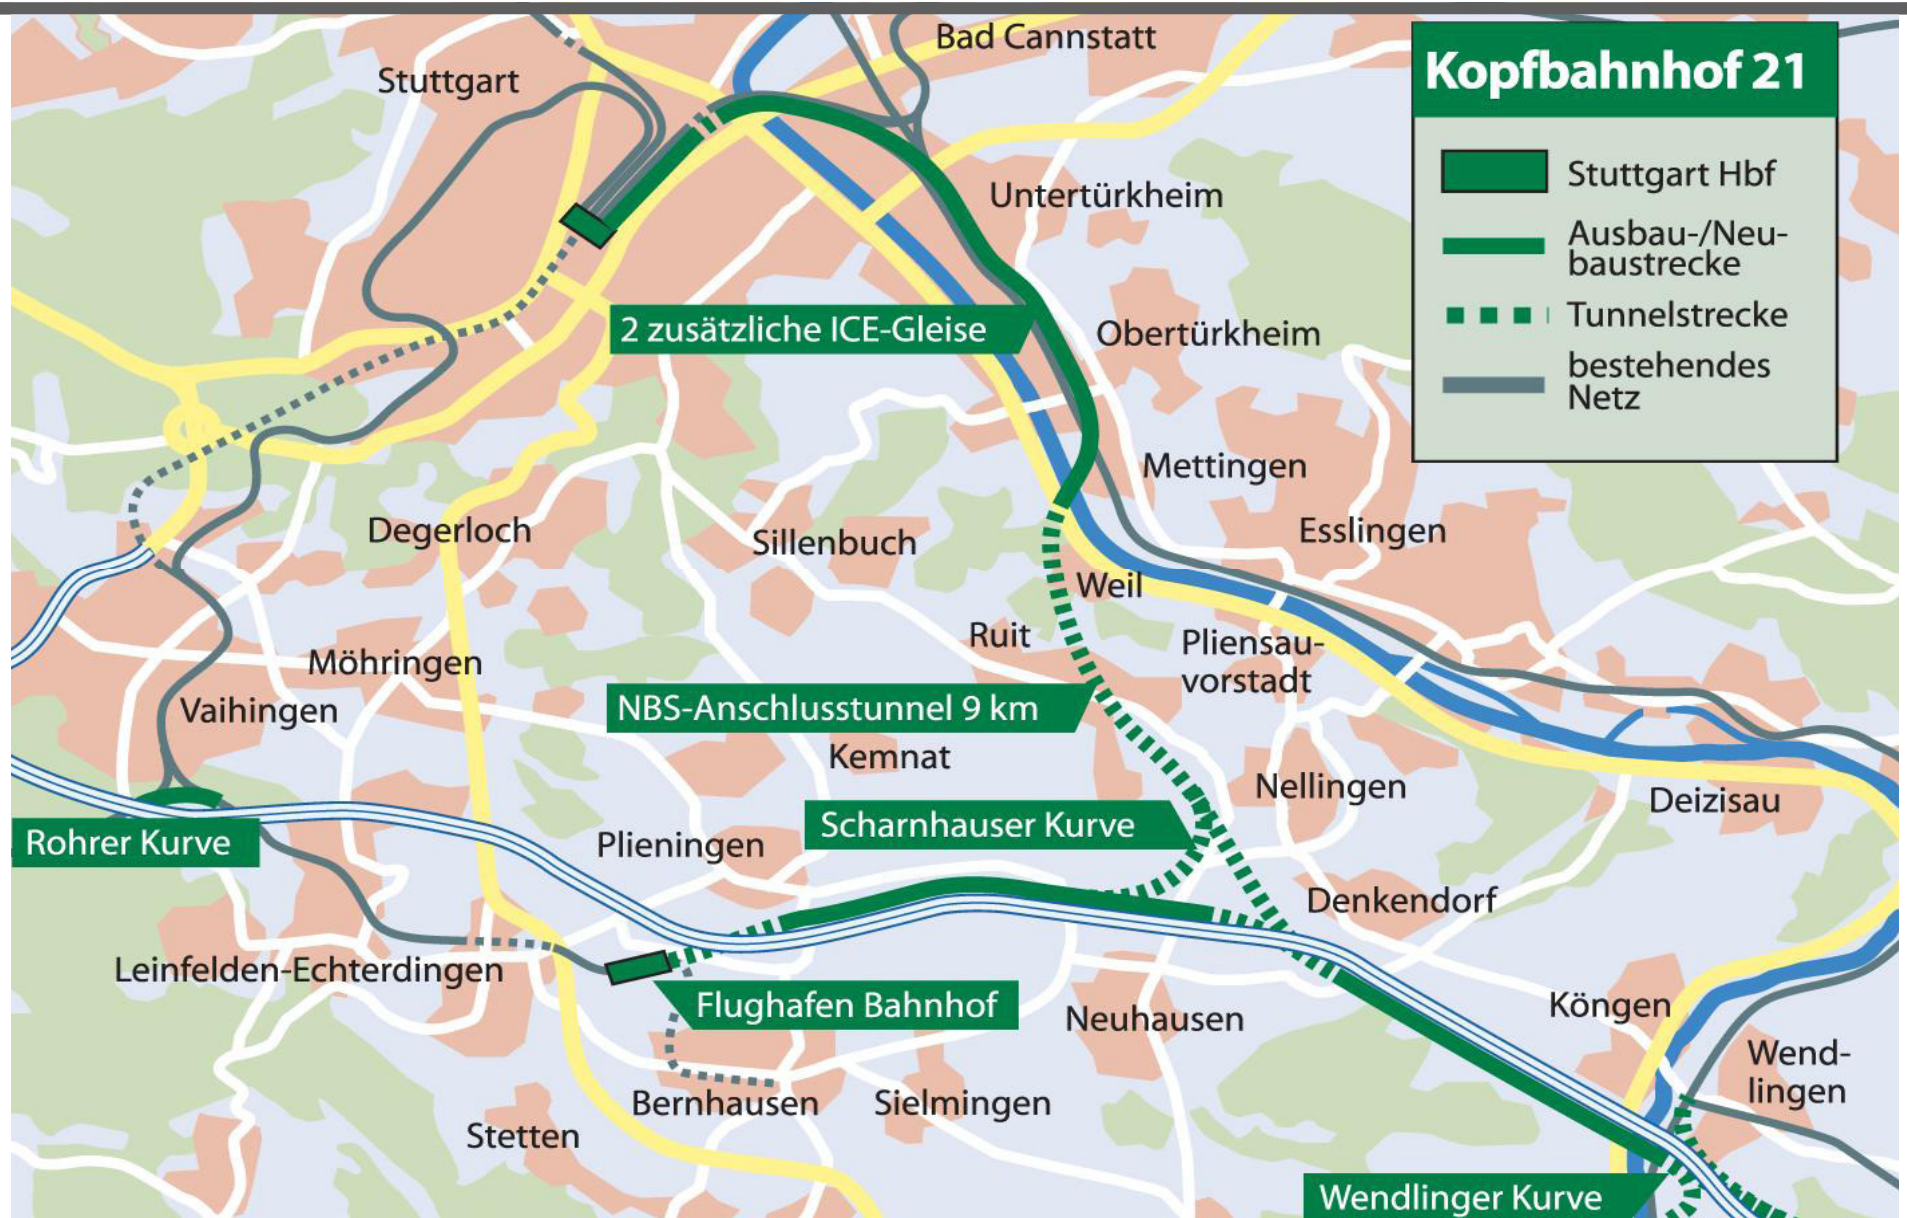 Bad Cannstatt
Stuttgart
Kopfbahnhof 21
Stuttgart Hbf
Ausbau-/Neu-
baustrecke
Tunnelstrecke
bestehendes
Netz
Untertürkheim
2 zusätzliche ICE-Gleise
Obertürkheim
Mettingen
Degerloch
Sillenbuch
Esslingen
Weil
Ruit
Pliensau-
vorstadt
Möhringen
Vaihingen
NBS-Anschlusstunnel 9 km
Kemnat
Nellingen
Deizisau
Scharnhauser Kurve
Rohrer Kurve
Plieningen
Denkendorf
Leinfelden-Echterdingen
Flughafen Bahnhof
Neuhausen
Köngen
Wend-
lingen
Bernhausen
Sielmingen
Stetten
Wendlinger Kurve